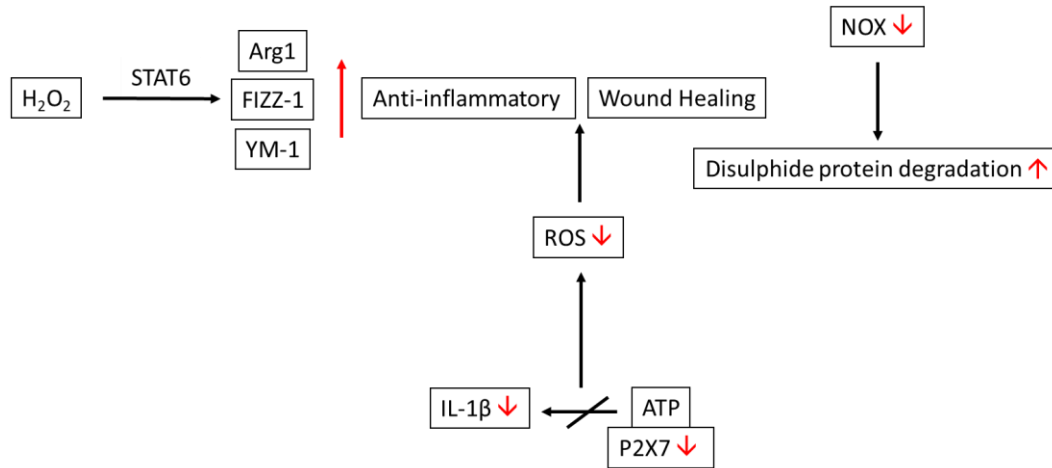 NOX ↓
Arg1
STAT6
H₂O₂
FIZZ-1
Anti-inflammatory
Wound Healing
YM-1
Disulphide protein degradation ↑
ROS ↓
IL-1β ↓
ATP
P2X7 ↓